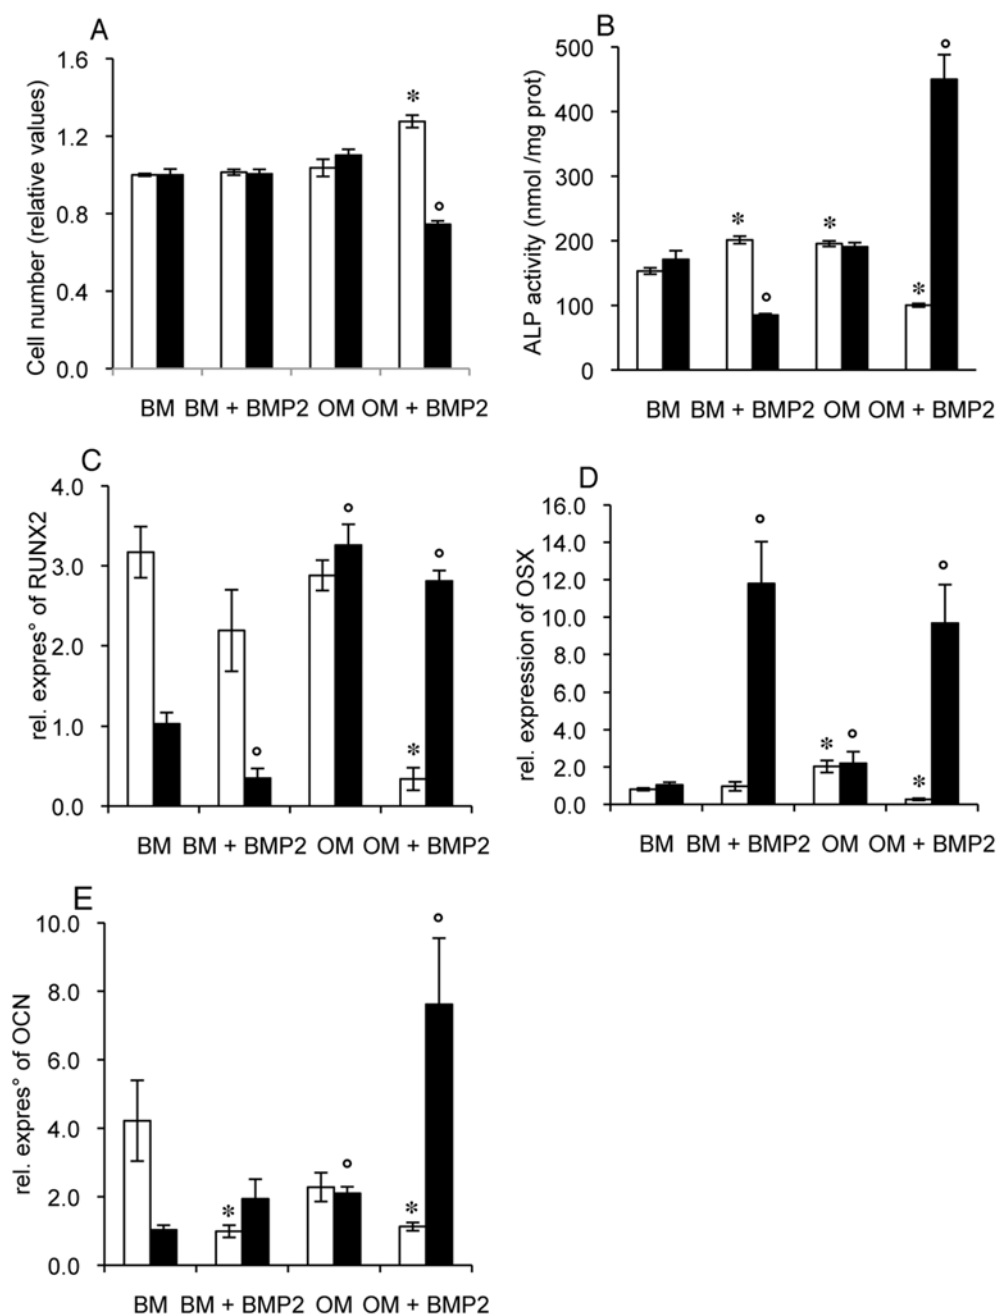 A
Cell number (relative values)
1.6
1.2
0.8
0.4
0.0
*
°
BM BM + BMP2 OM OM + BMP2
B
ALP activity (nmol /mg prot)
500
400
300
200
100
0
* ° * * °
BM BM + BMP2 OM OM + BMP2
C
rel. expres° of RUNX2
4.0
3.0
2.0
1.0
0.0
° ° * °
BM BM + BMP2 OM OM + BMP2
D
rel. expression of OSX
16.0
14.0
12.0
10.0
8.0
6.0
4.0
2.0
0.0
° * ° * °
BM BM + BMP2 OM OM + BMP2
E
rel. expres° of OCN
10.0
8.0
6.0
4.0
2.0
0.0
* ° * °
BM BM + BMP2 OM OM + BMP2